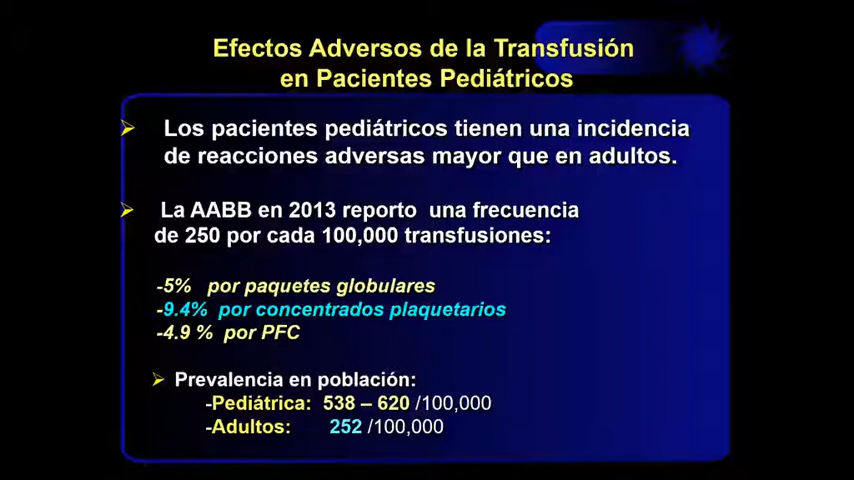 Efectos Adversos de la Transfusión
en Pacientes Pediátricos
Los pacientes pediátricos tienen una incidencia
de reacciones adversas mayor que en adultos.
La AABB en 2013 reporto una frecuencia
de 250 por cada 100,000 transfusiones:
-5% por paquetes globulares
-9.4% por concentrados plaquetarios
-4.9 % por PFC
Prevalencia en población:
-Pediátrica: 538 – 620 /100,000
-Adultos: 252 /100,000